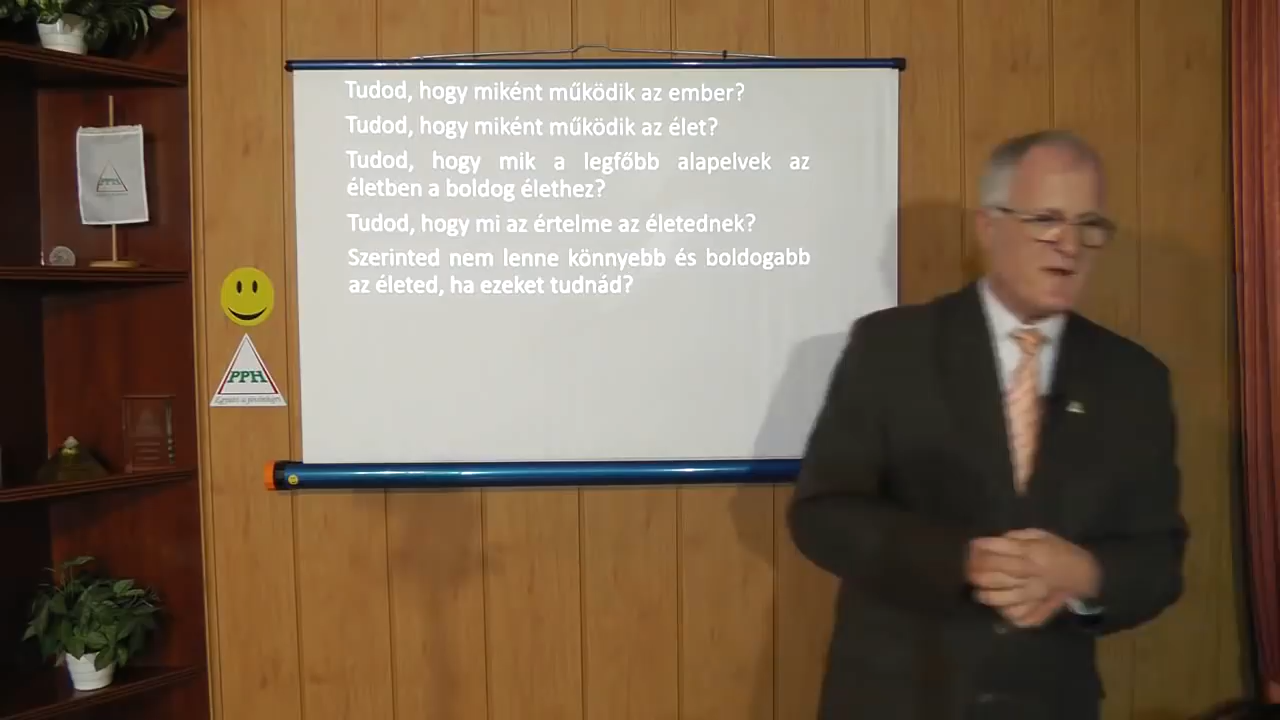 Tudod, hogy miként működik az ember?
Tudod, hogy miként működik az élet?
Tudod, hogy mik a legfőbb alapelvek az
életben a boldog élethez?
Tudod, hogy mi az értelme az életednek?
Szerinted nem lenne könnyebb és boldogabb
az életed, ha ezeket tudnád?
PPH
PPH